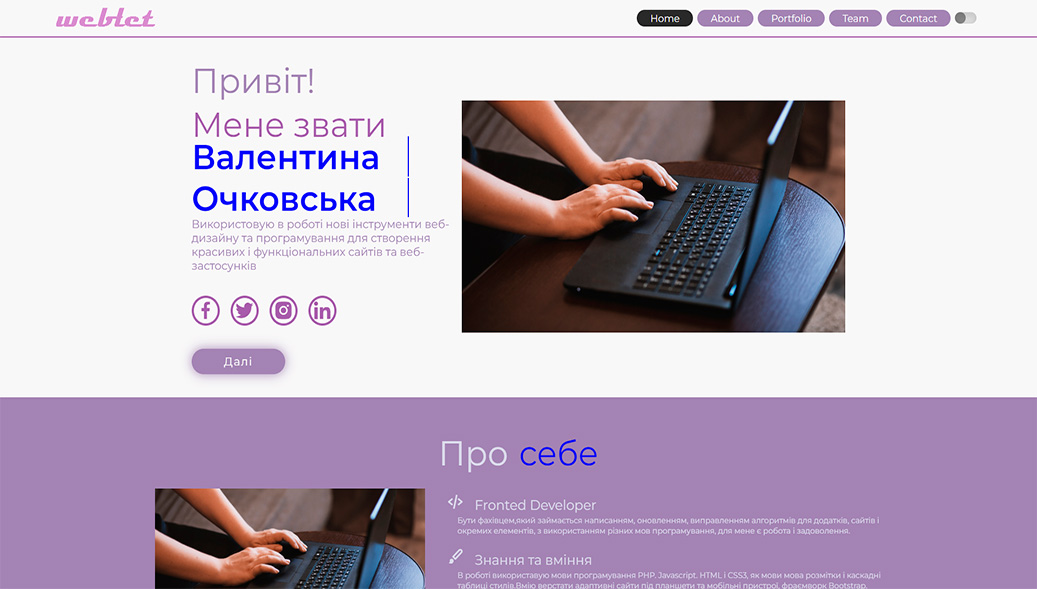 webtet
Home About Portfolio Team Contact
Привіт!
Мене звати
Валентина
Очковська
Використовую в роботі нові інструменти веб-
дизайну та програмування для створення
красивих і функціональних сайтів та веб-
застосунків
Далі
Про себе
Fronted Developer
Бути фахівцем,який займається написанням, оновленням, виправленням алгоритмів для додатків, сайтів і
окремих елементів, з використанням різних мов програмування, для мене є робота і задоволення.
Знання та вміння
В роботі використаую мови програмування PHP. Javascript. HTML і CSS3, як мови мова розмітки і каскадні
таблиці стилів.Вмію верстати адаптивні сайти під планшети та мобільні пристрої, фраємворк Bootstrap.